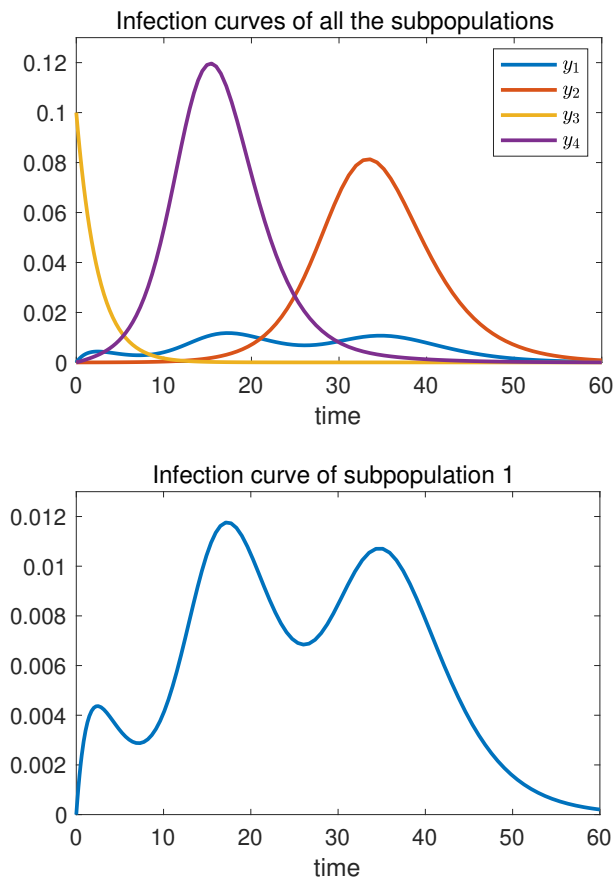 Infection curves of all the subpopulations
0.12
0.1
0.08
0.06
0.04
0.02
0
0 10 20 30 40 50 60
time
y₁
y₂
y₃
y₄
Infection curve of subpopulation 1
0.012
0.01
0.008
0.006
0.004
0.002
0
0 10 20 30 40 50 60
time